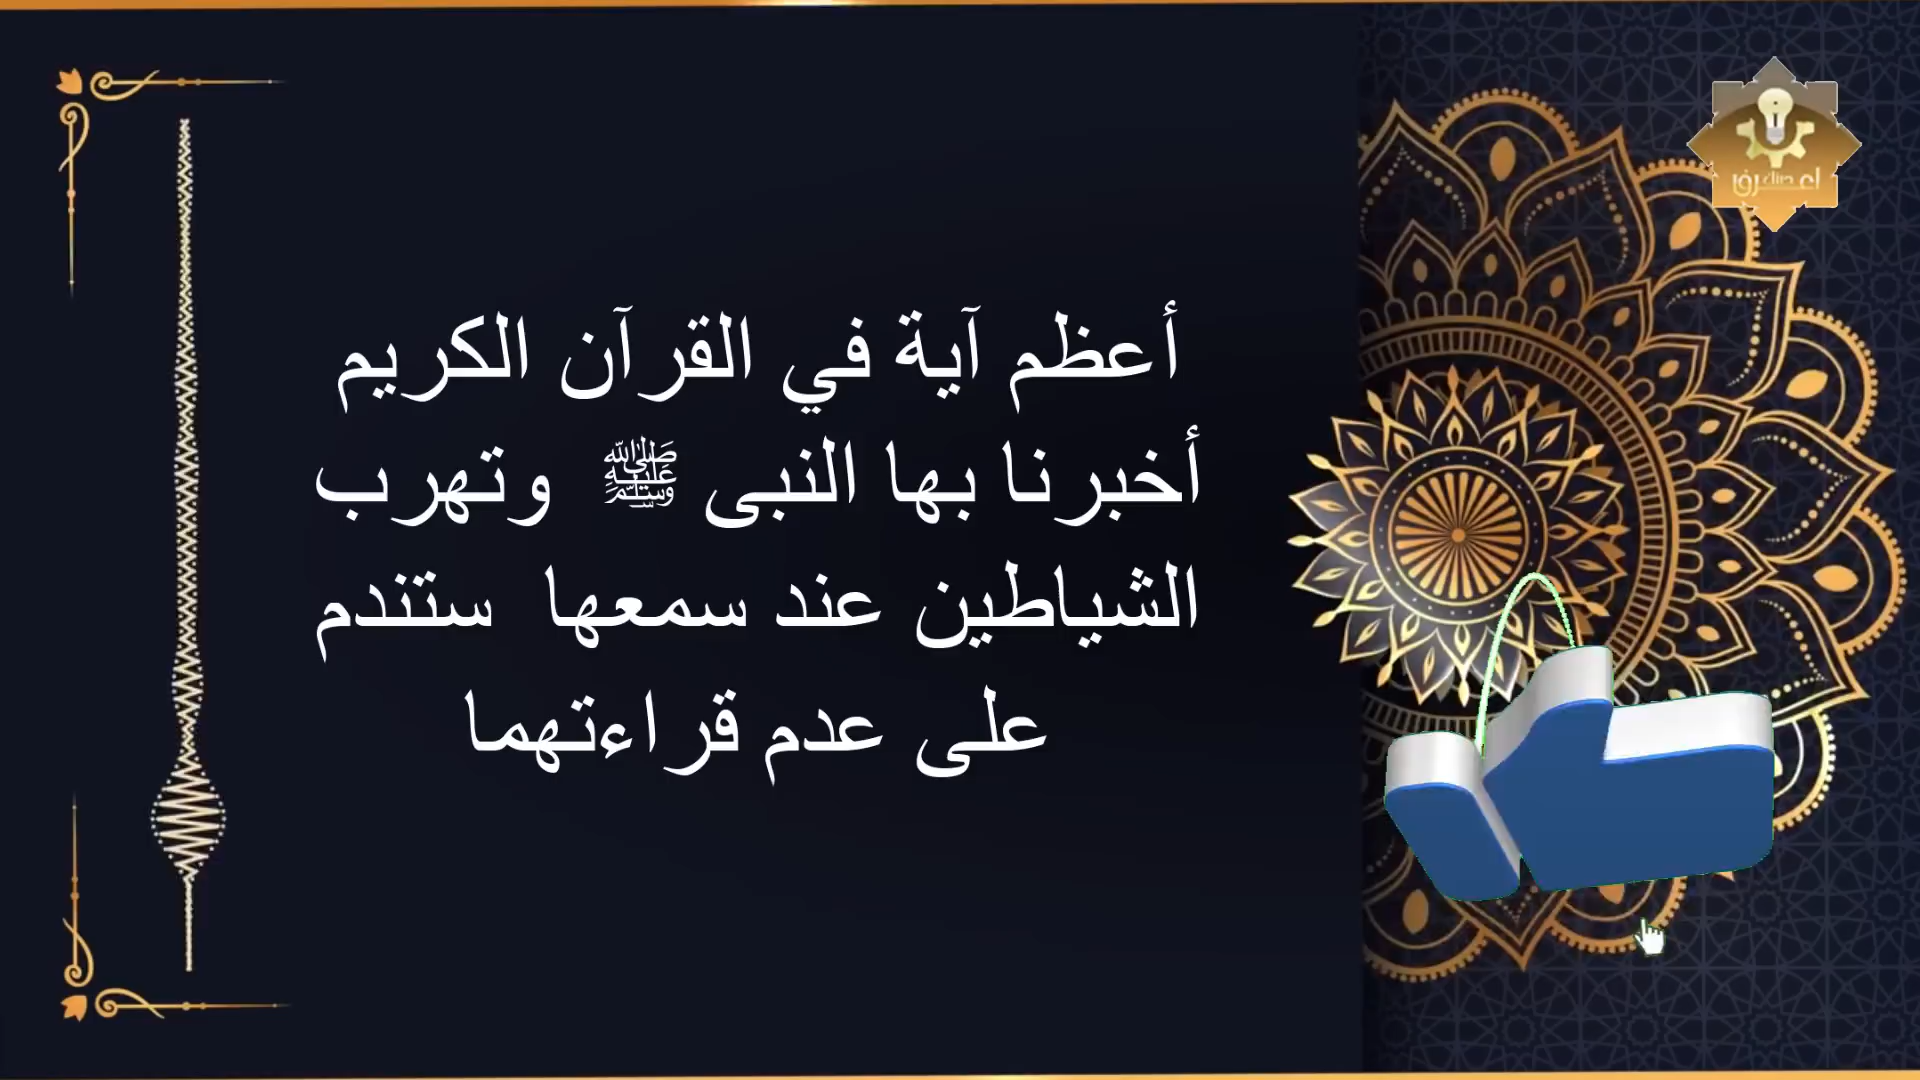 أعظم آية في القرآن الكريم
أخبرنا بها النبى ﷺ وتهرب
الشياطين عند سمعها ستندم
على عدم قراءتهما